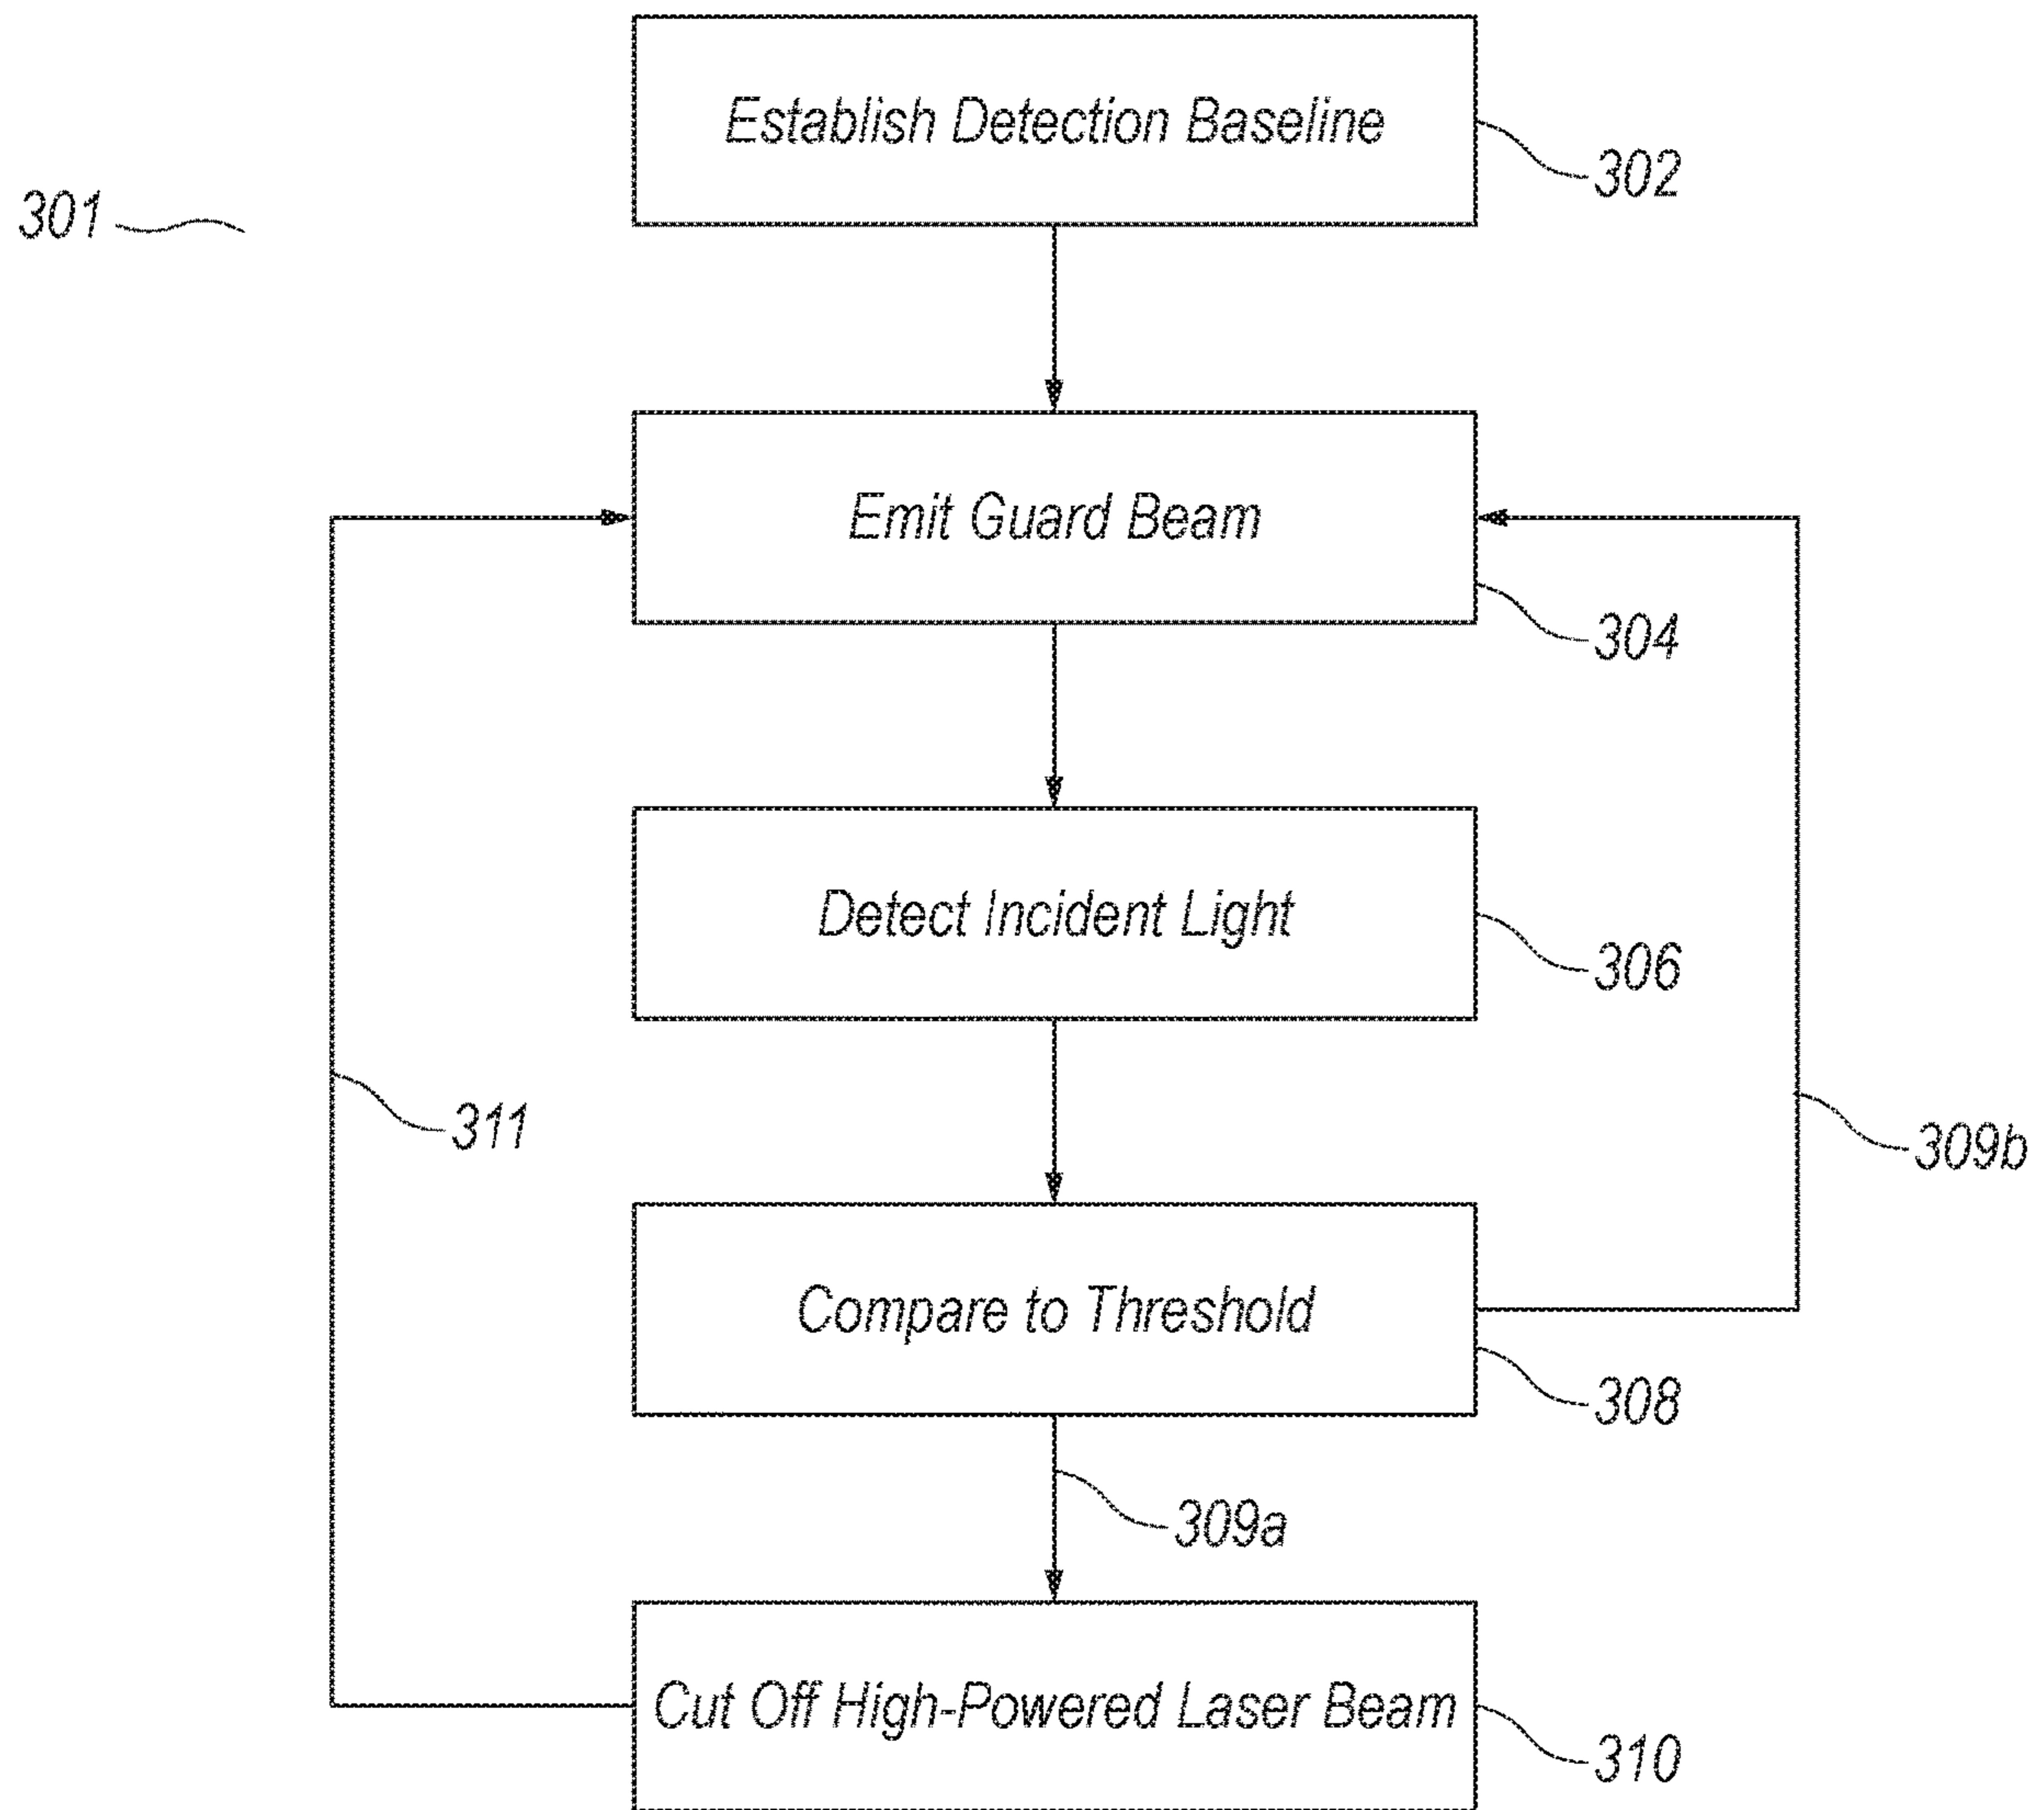 Establish Detection Baseline
302
301
Emit Guard Beam
304
Detect Incident Light
306
311
309b
Compare to Threshold
308
309a
Cut Off High-Powered Laser Beam
310